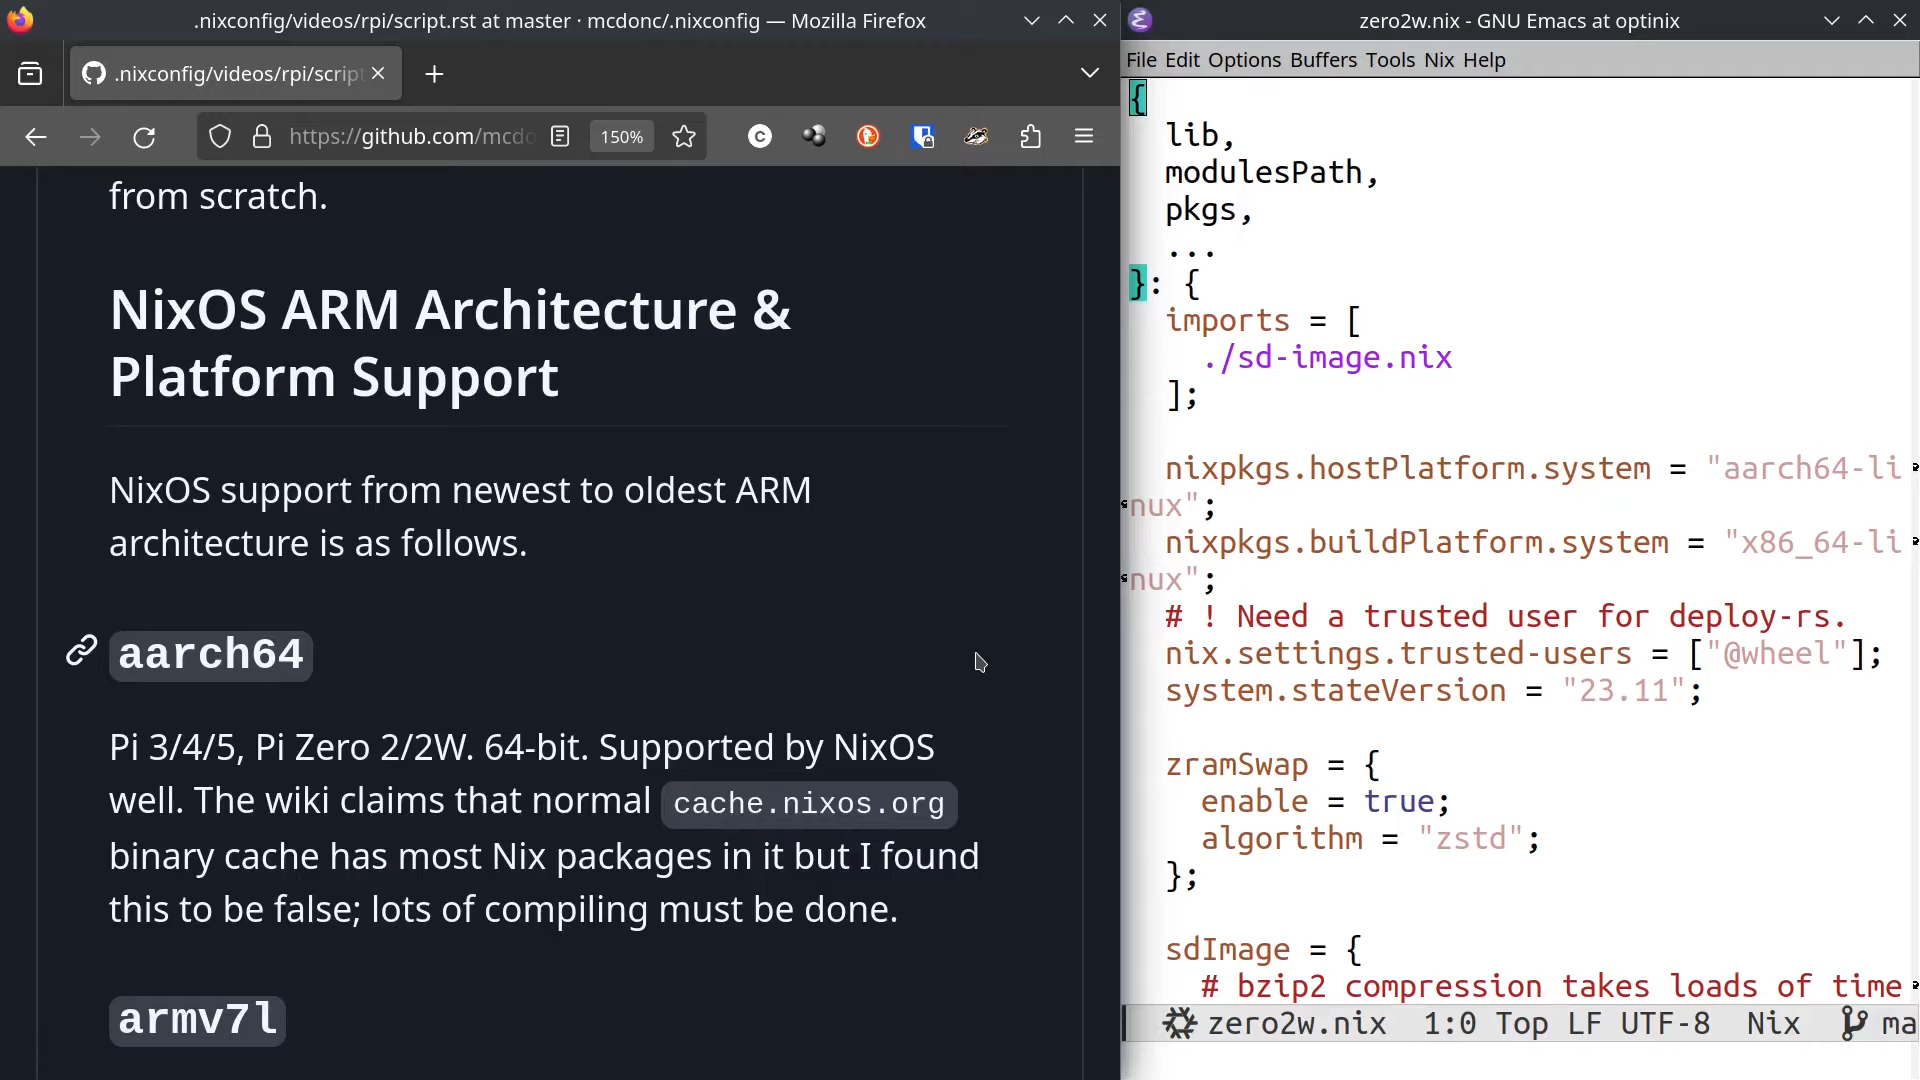 .nixconfig/videos/rpi/script.rst at master · mcdonc/.nixconfig — Mozilla Firefox
.nixconfig/videos/rpi/script
https://github.com/mcdo
150%
from scratch.
NixOS ARM Architecture &
Platform Support
NixOS support from newest to oldest ARM
architecture is as follows.
aarch64
Pi 3/4/5, Pi Zero 2/2W. 64-bit. Supported by NixOS
well. The wiki claims that normal cache.nixos.org
binary cache has most Nix packages in it but I found
this to be false; lots of compiling must be done.
armv7l
zero2w.nix - GNU Emacs at optinix
File Edit Options Buffers Tools Nix Help
{
lib,
modulesPath,
pkgs,
...
}: {
imports = [
./sd-image.nix
];
nixpkgs.hostPlatform.system = "aarch64-li
nux";
nixpkgs.buildPlatform.system = "x86_64-li
nux";
# ! Need a trusted user for deploy-rs.
nix.settings.trusted-users = ["@wheel"];
system.stateVersion = "23.11";
zramSwap = {
enable = true;
algorithm = "zstd";
};
sdImage = {
# bzip2 compression takes loads of time
zero2w.nix 1:0 Top LF UTF-8 Nix ma